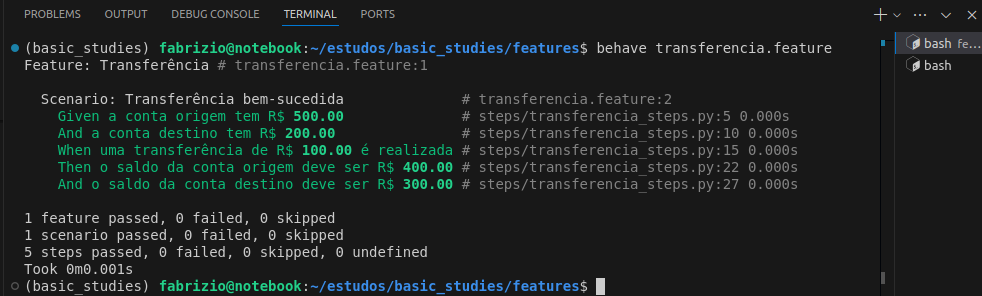 PROBLEMS OUTPUT DEBUG CONSOLE TERMINAL PORTS
(basic_studies) fabrizio@notebook:~/estudos/basic_studies/features$ behave transferencia.feature
Feature: Transferência # transferencia.feature:1
Scenario: Transferência bem-sucedida # transferencia.feature:2
Given a conta origem tem R$ 500.00 # steps/transferencia_steps.py:5 0.000s
And a conta destino tem R$ 200.00 # steps/transferencia_steps.py:10 0.000s
When uma transferência de R$ 100.00 é realizada # steps/transferencia_steps.py:15 0.000s
Then o saldo da conta origem deve ser R$ 400.00 # steps/transferencia_steps.py:22 0.000s
And o saldo da conta destino deve ser R$ 300.00 # steps/transferencia_steps.py:27 0.000s
1 feature passed, 0 failed, 0 skipped
1 scenario passed, 0 failed, 0 skipped
5 steps passed, 0 failed, 0 skipped, 0 undefined
Took 0m0.001s
(basic_studies) fabrizio@notebook:~/estudos/basic_studies/features$
bash fe...
bash